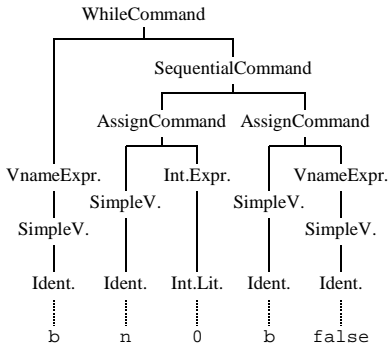 WhileCommand
SequentialCommand
AssignCommand AssignCommand
VnameExpr. Int.Expr. VnameExpr.
SimpleV. SimpleV.
SimpleV. SimpleV.
Ident. Ident. Int.Lit. Ident. Ident.
b n 0 b false